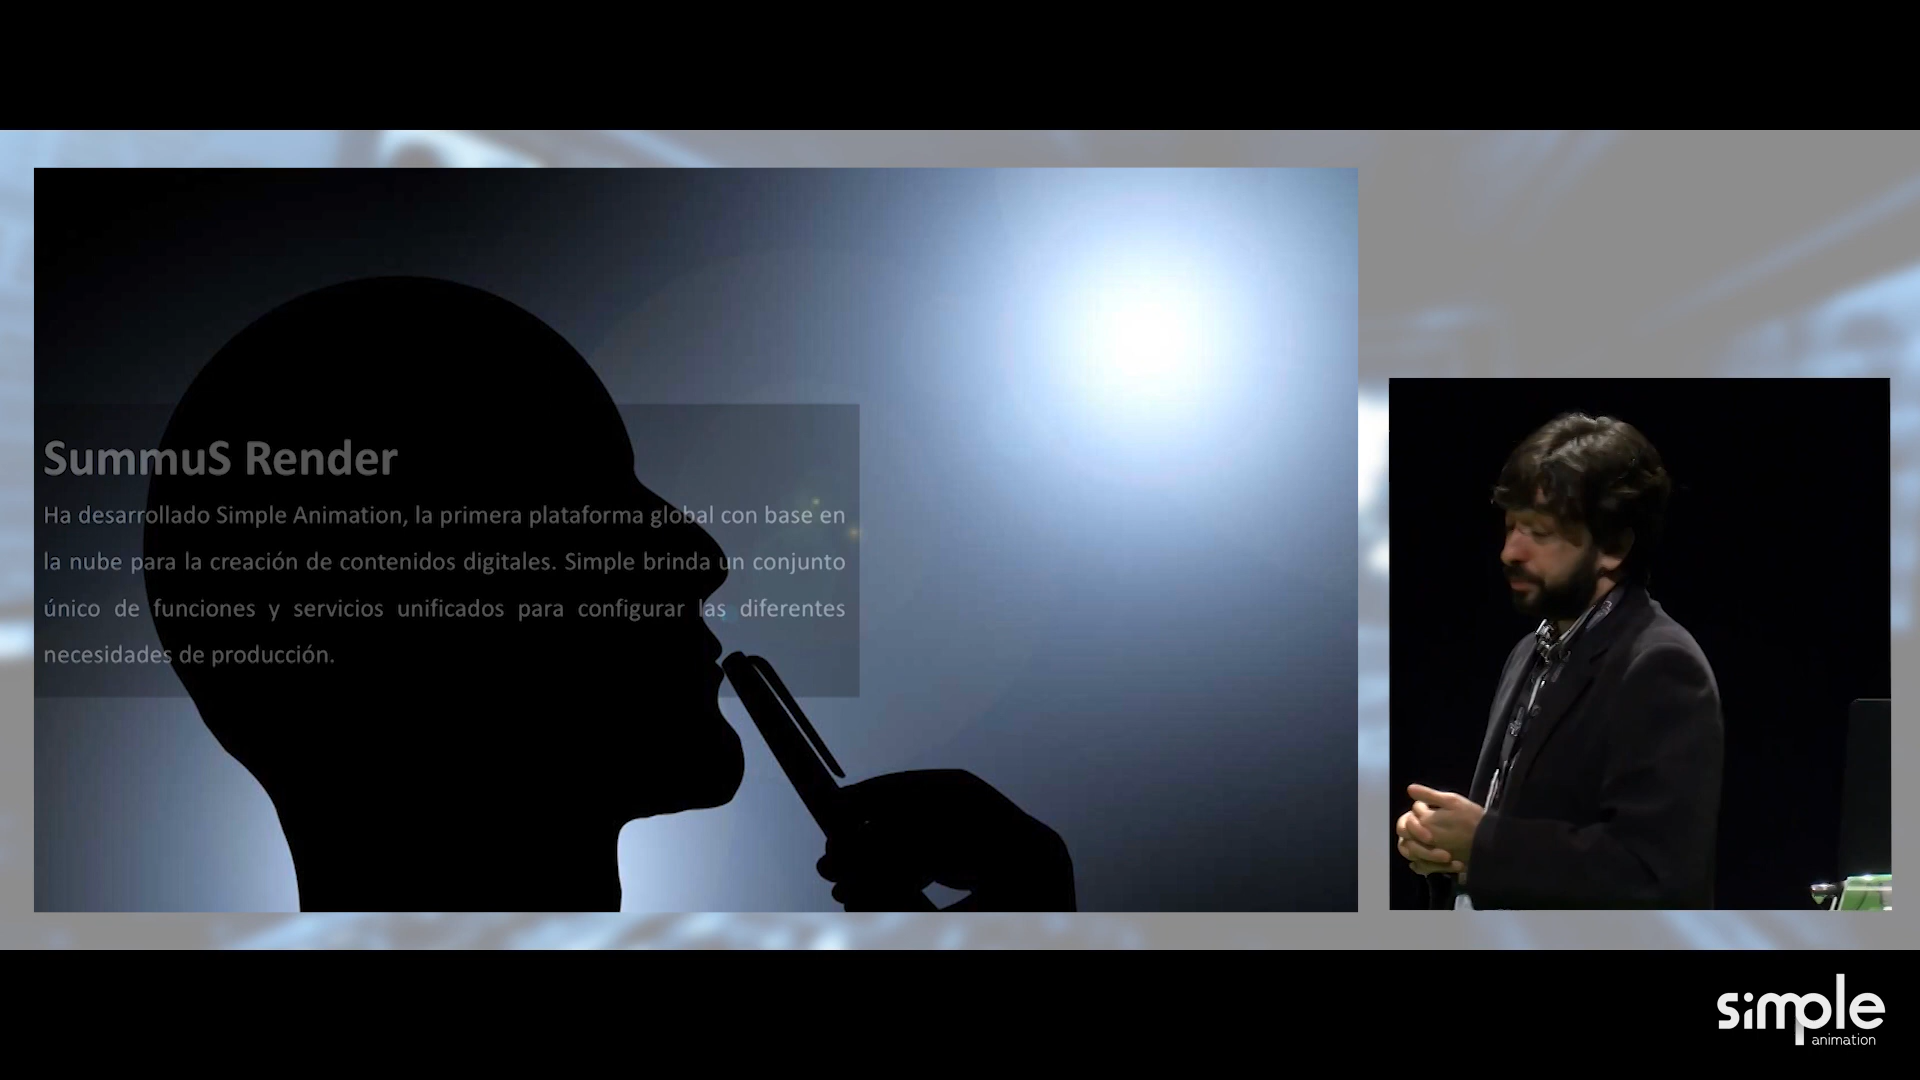 SummuS Render
Ha desarrollado Simple Animation, la primera plataforma global con base en
la nube para la creación de contenidos digitales. Simple brinda un conjunto
único de funciones y servicios unificados para configurar las diferentes
necesidades de producción.
simple
animation